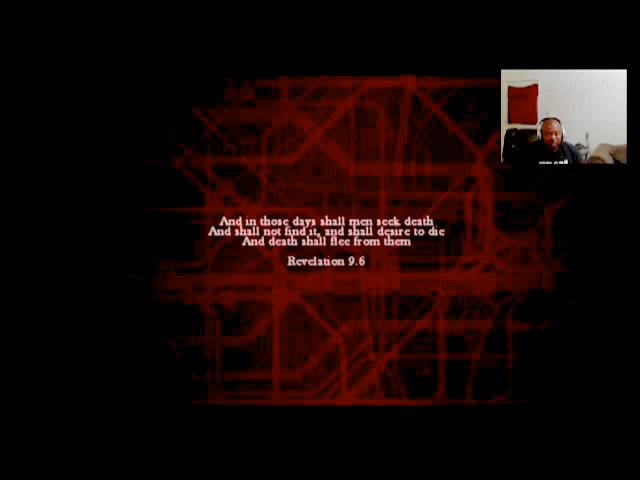 And in those days shall men seek death
And shall not find it, and shall desire to die
And death shall flee from them
Revelation 9.6